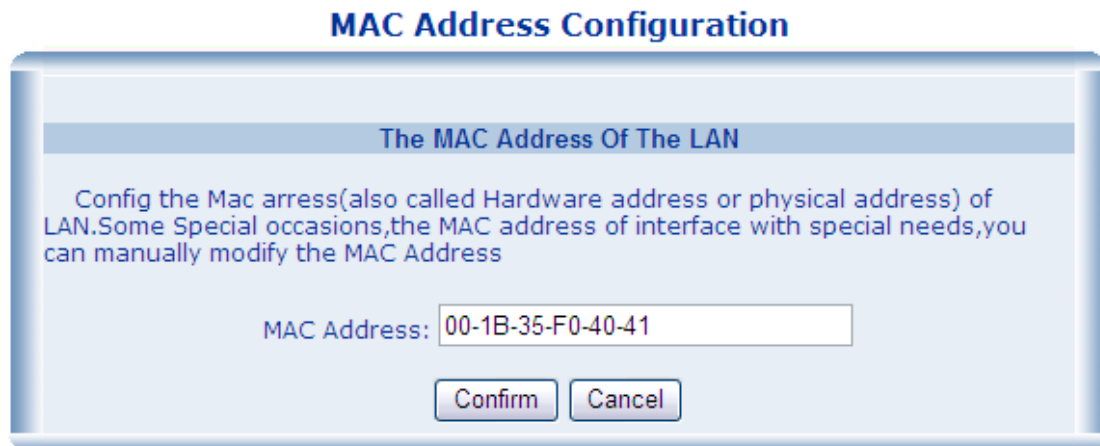 MAC Address Configuration
The MAC Address Of The LAN
Config the Mac arress(also called Hardware address or physical address) of
LAN.Some Special occasions,the MAC address of interface with special needs,you
can manually modify the MAC Address
MAC Address: 00-1B-35-F0-40-41
Confirm Cancel